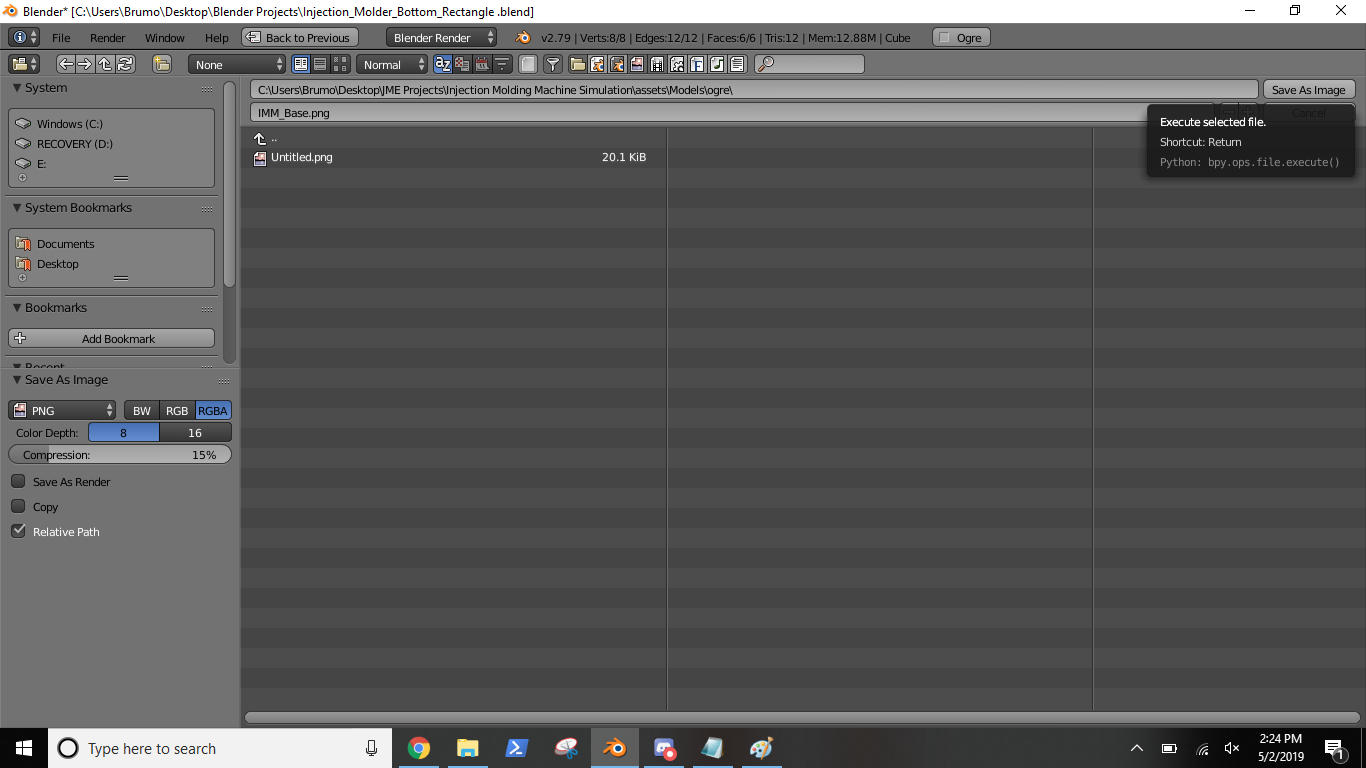 Blender* [C:\Users\Brumo\Desktop\Blender Projects\Injection_Molder_Bottom_Rectangle .blend]
File Render Window Help Back to Previous Blender Render v2.79 | Verts:8/8 | Edges:12/12 | Faces:6/6 | Tris:12 | Mem:12.88M | Cube Ogre
None Normal
System
C:\Users\Brumo\Desktop\JME Projects\Injection Molding Machine Simulation\assets\Models\ogre\ Save As Image
IMM_Base.png Cancel
Execute selected file.
Shortcut: Return
Python: bpy.ops.file.execute()
..
Untitled.png 20.1 KiB
Windows (C:)
RECOVERY (D:)
E:
System Bookmarks
Documents
Desktop
Bookmarks
Add Bookmark
Recent
Save As Image
PNG BW RGB RGBA
Color Depth: 8 16
Compression: 15%
Save As Render
Copy
Relative Path
Type here to search
2:24 PM
5/2/2019
1